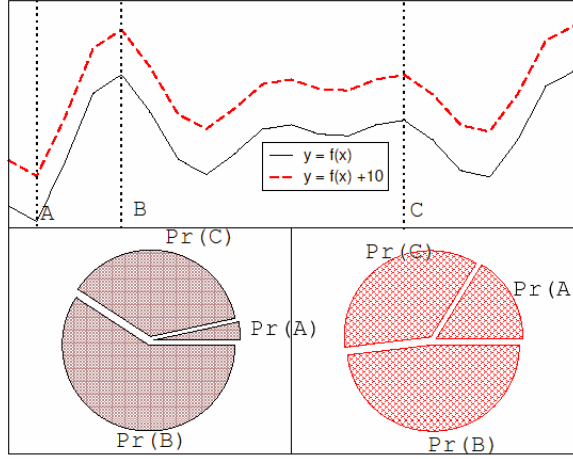 y = f(x)
y = f(x) +10
A
B
C
Pr(C)
Pr(A)
Pr(B)
Pr(C)
Pr(A
Pr(B)